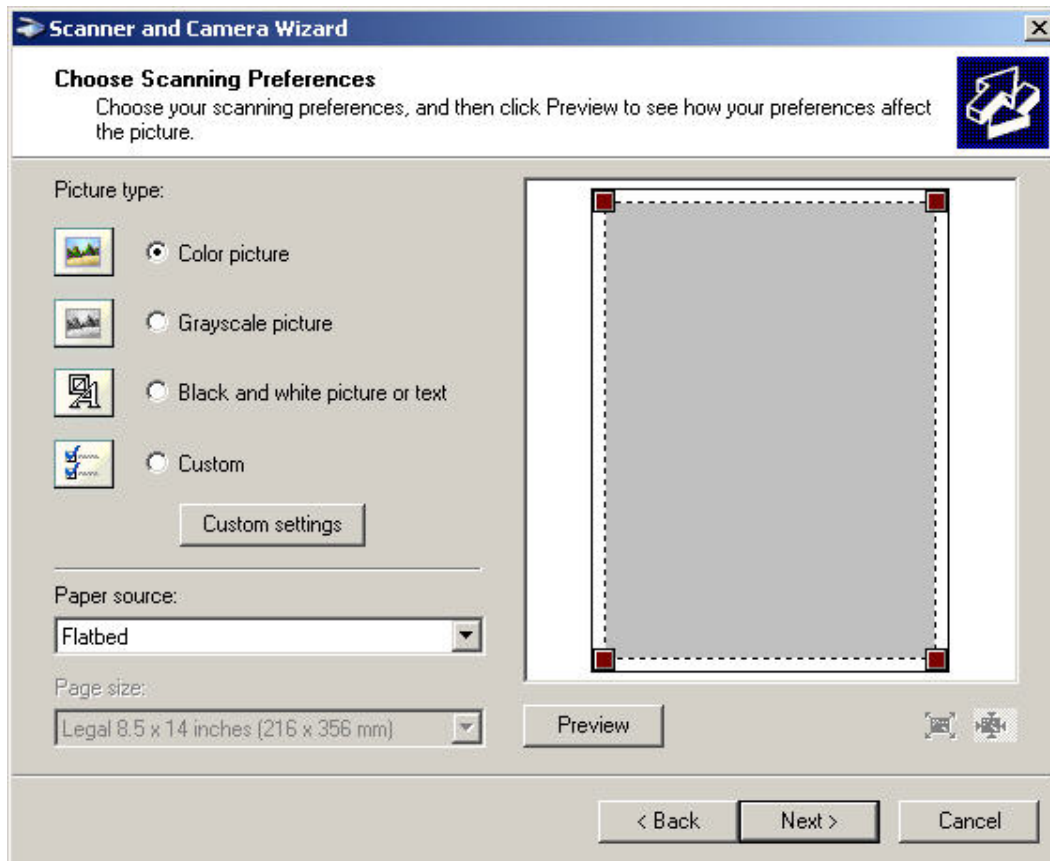 Scanner and Camera Wizard
Choose Scanning Preferences
Choose your scanning preferences, and then click Preview to see how your preferences affect
the picture.
Picture type:
Color picture
Grayscale picture
Black and white picture or text
Custom
Custom settings
Paper source:
Flatbed
Page size:
Legal 8.5 x 14 inches (216 x 356 mm)
Preview
< Back
Next >
Cancel